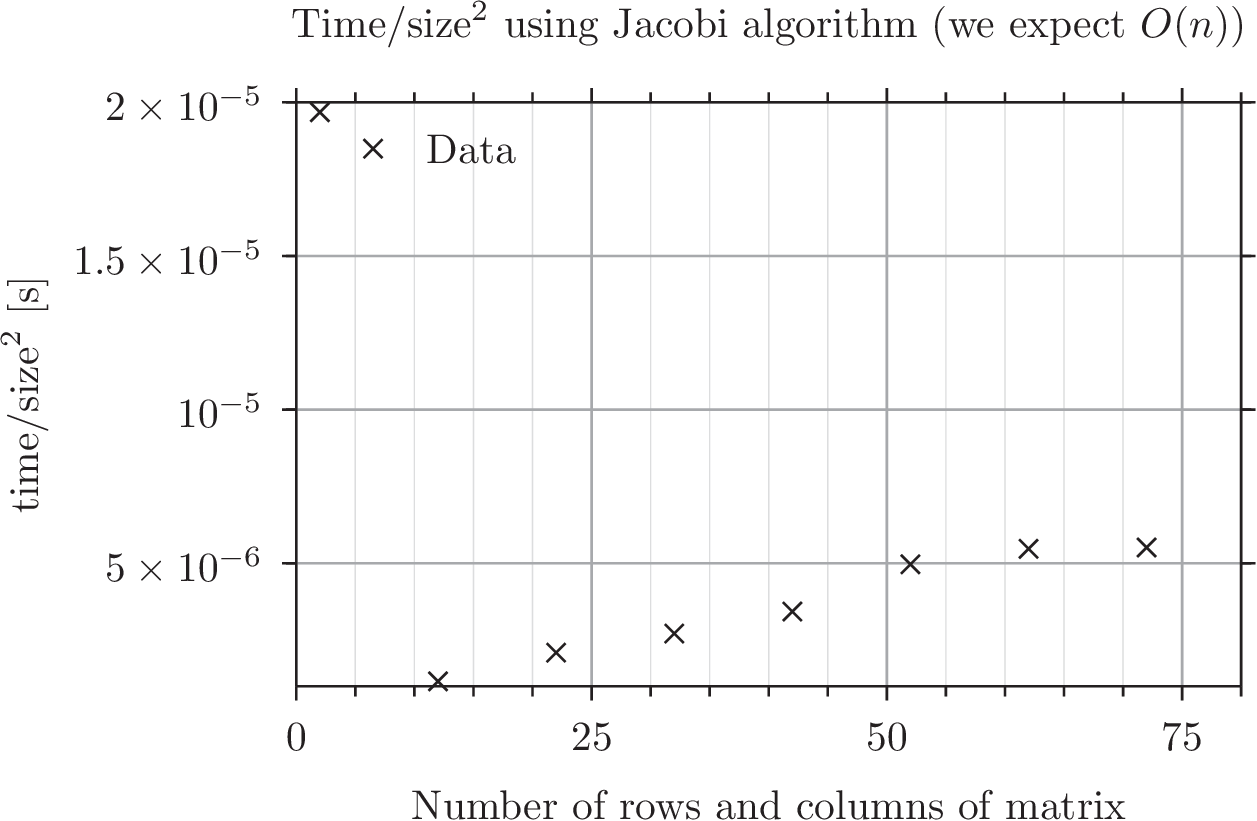 Time/size² using Jacobi algorithm (we expect O(n))
2 × 10⁻⁵
Data
1.5 × 10⁻⁵
time/size² [s]
10⁻⁵
5 × 10⁻⁶
0 25 50 75
Number of rows and columns of matrix